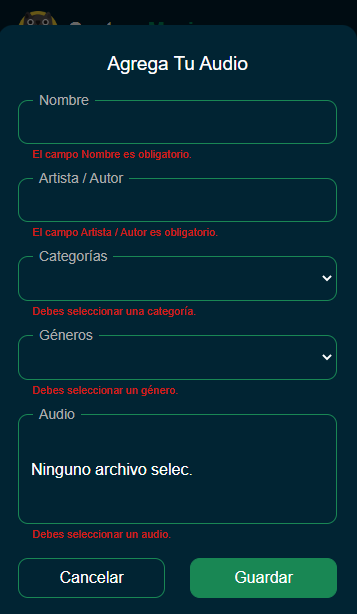 Agrega Tu Audio
Nombre
El campo Nombre es obligatorio.
Artista / Autor
El campo Artista / Autor es obligatorio.
Categorías
Debes seleccionar una categoría.
Géneros
Debes seleccionar un género.
Audio
Ninguno archivo selec.
Debes seleccionar un audio.
Cancelar
Guardar